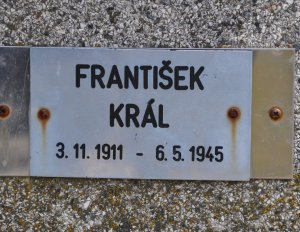 FRANTIŠEK
KRÁL
3. 11. 1911 - 6. 5. 1945